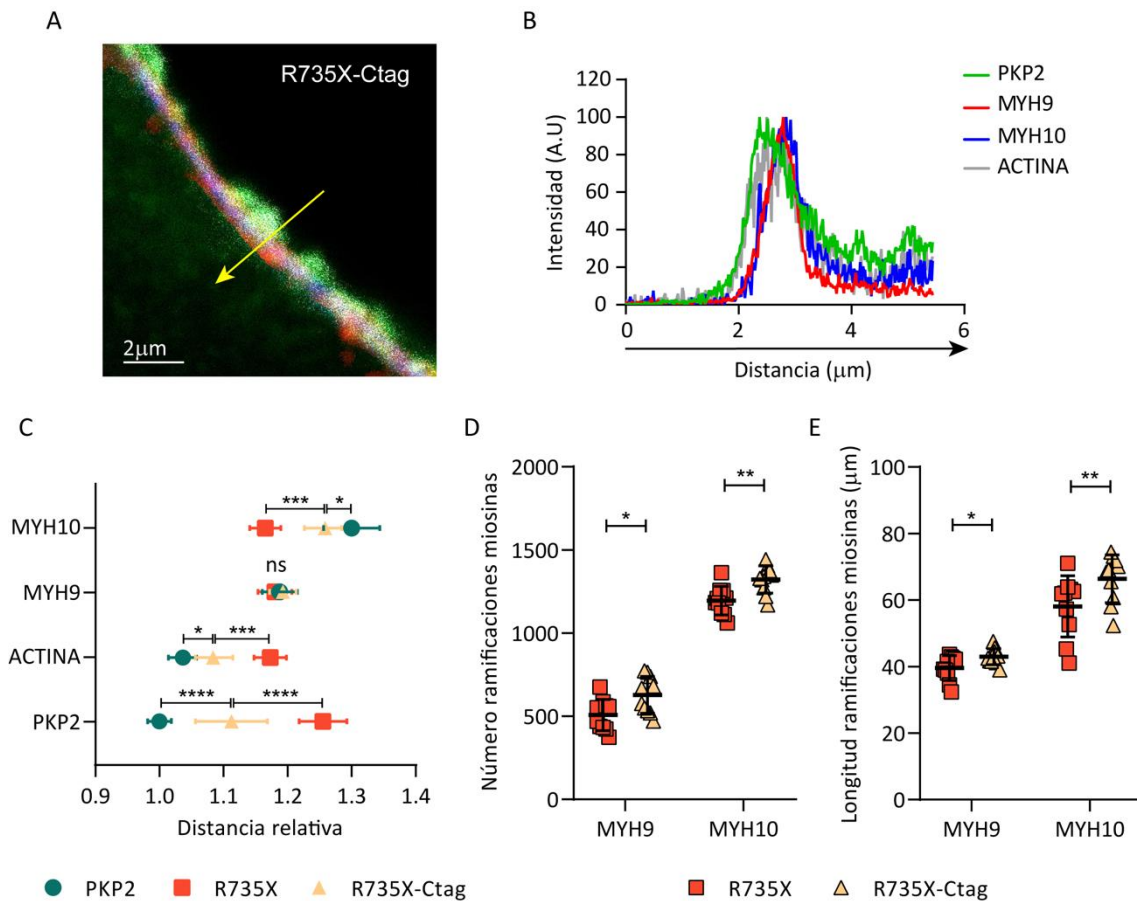 A
R735X-Ctag
2μm
B
Intensidad (A.U)
120
100
80
60
40
20
0
0 2 4 6
Distancia (μm)
PKP2
MYH9
MYH10
ACTINA
C
MYH10
MYH9
ACTINA
PKP2
*** *
ns
* ***
**** ****
0.9 1.0 1.1 1.2 1.3 1.4
Distancia relativa
PKP2 R735X R735X-Ctag
D
Número ramificaciones miosinas
2000
1500
1000
500
0
* **
MYH9 MYH10
E
Longitud ramificaciones miosinas (μm)
100
80
60
40
20
0
* **
MYH9 MYH10
R735X R735X-Ctag